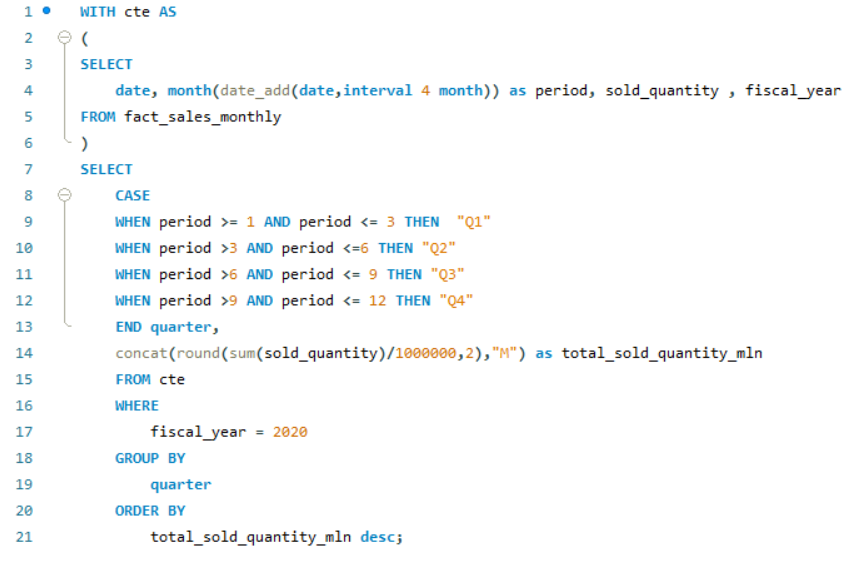 1 WITH cte AS
2 (
3 SELECT
4 date, month(date_add(date,interval 4 month)) as period, sold_quantity , fiscal_year
5 FROM fact_sales_monthly
6 )
7 SELECT
8 CASE
9 WHEN period >= 1 AND period <= 3 THEN  "Q1"
10 WHEN period >3 AND period <=6 THEN "Q2"
11 WHEN period >6 AND period <= 9 THEN "Q3"
12 WHEN period >9 AND period <= 12 THEN "Q4"
13 END quarter,
14 concat(round(sum(sold_quantity)/1000000,2),"M") as total_sold_quantity_mln
15 FROM cte
16 WHERE
17 fiscal_year = 2020
18 GROUP BY
19 quarter
20 ORDER BY
21 total_sold_quantity_mln desc;